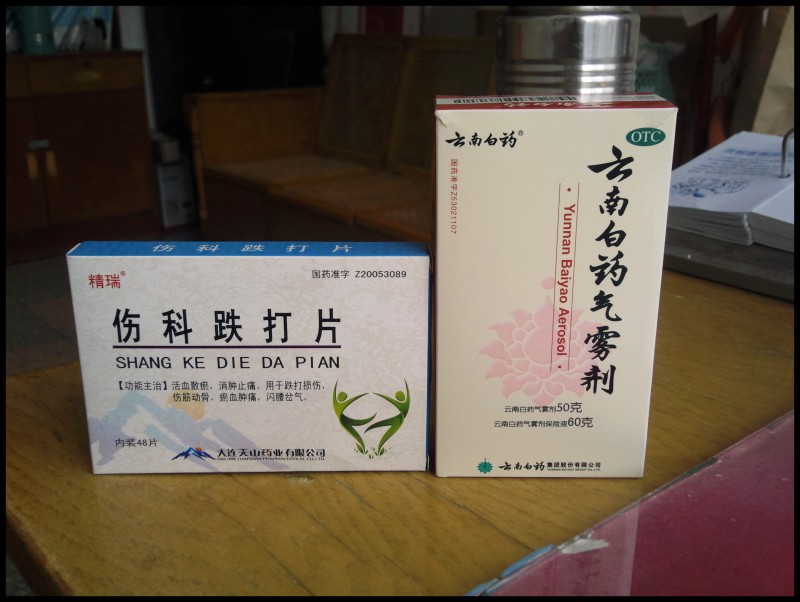 伤科跌打片
精瑞®
国药准字 Z20053089
伤科跌打片
SHANG KE DIE DA PIAN
【功能主治】活血散瘀，消肿止痛。用于跌打损伤，
伤筋动骨，瘀血肿痛，闪腰岔气。
内装48片
大连天山药业有限公司
云南白药®
OTC
国药准字Z53021107
云南白药气雾剂
· Yunnan Baiyao Aerosol ·
云南白药气雾剂50克
云南白药气雾剂保险液60克
云南白药集团股份有限公司
YUNNAN BAIYAO GROUP CO.,LTD